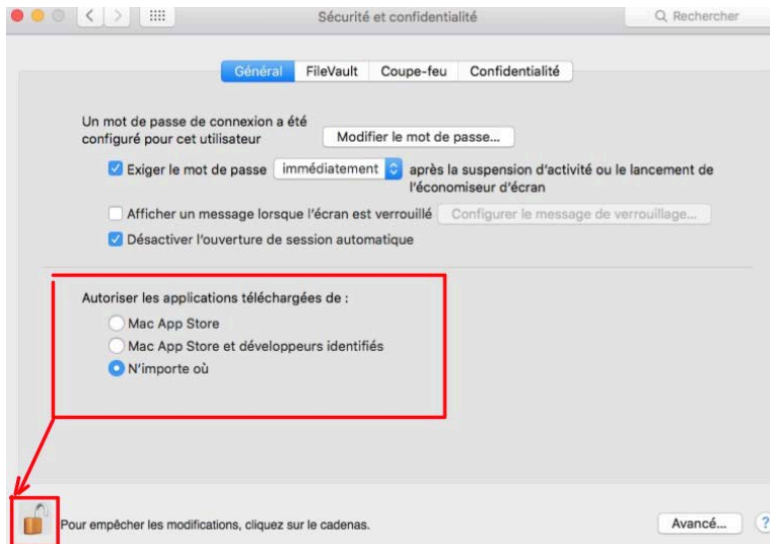 Sécurité et confidentialité
Rechercher
Général FileVault Coupe-feu Confidentialité
Un mot de passe de connexion a été
configuré pour cet utilisateur
Modifier le mot de passe...
Exiger le mot de passe immédiatement après la suspension d'activité ou le lancement de
l'économiseur d'écran
Afficher un message lorsque l'écran est verrouillé Configurer le message de verrouillage...
Désactiver l'ouverture de session automatique
Autoriser les applications téléchargées de :
Mac App Store
Mac App Store et développeurs identifiés
N'importe où
Pour empêcher les modifications, cliquez sur le cadenas.
Avancé... ?